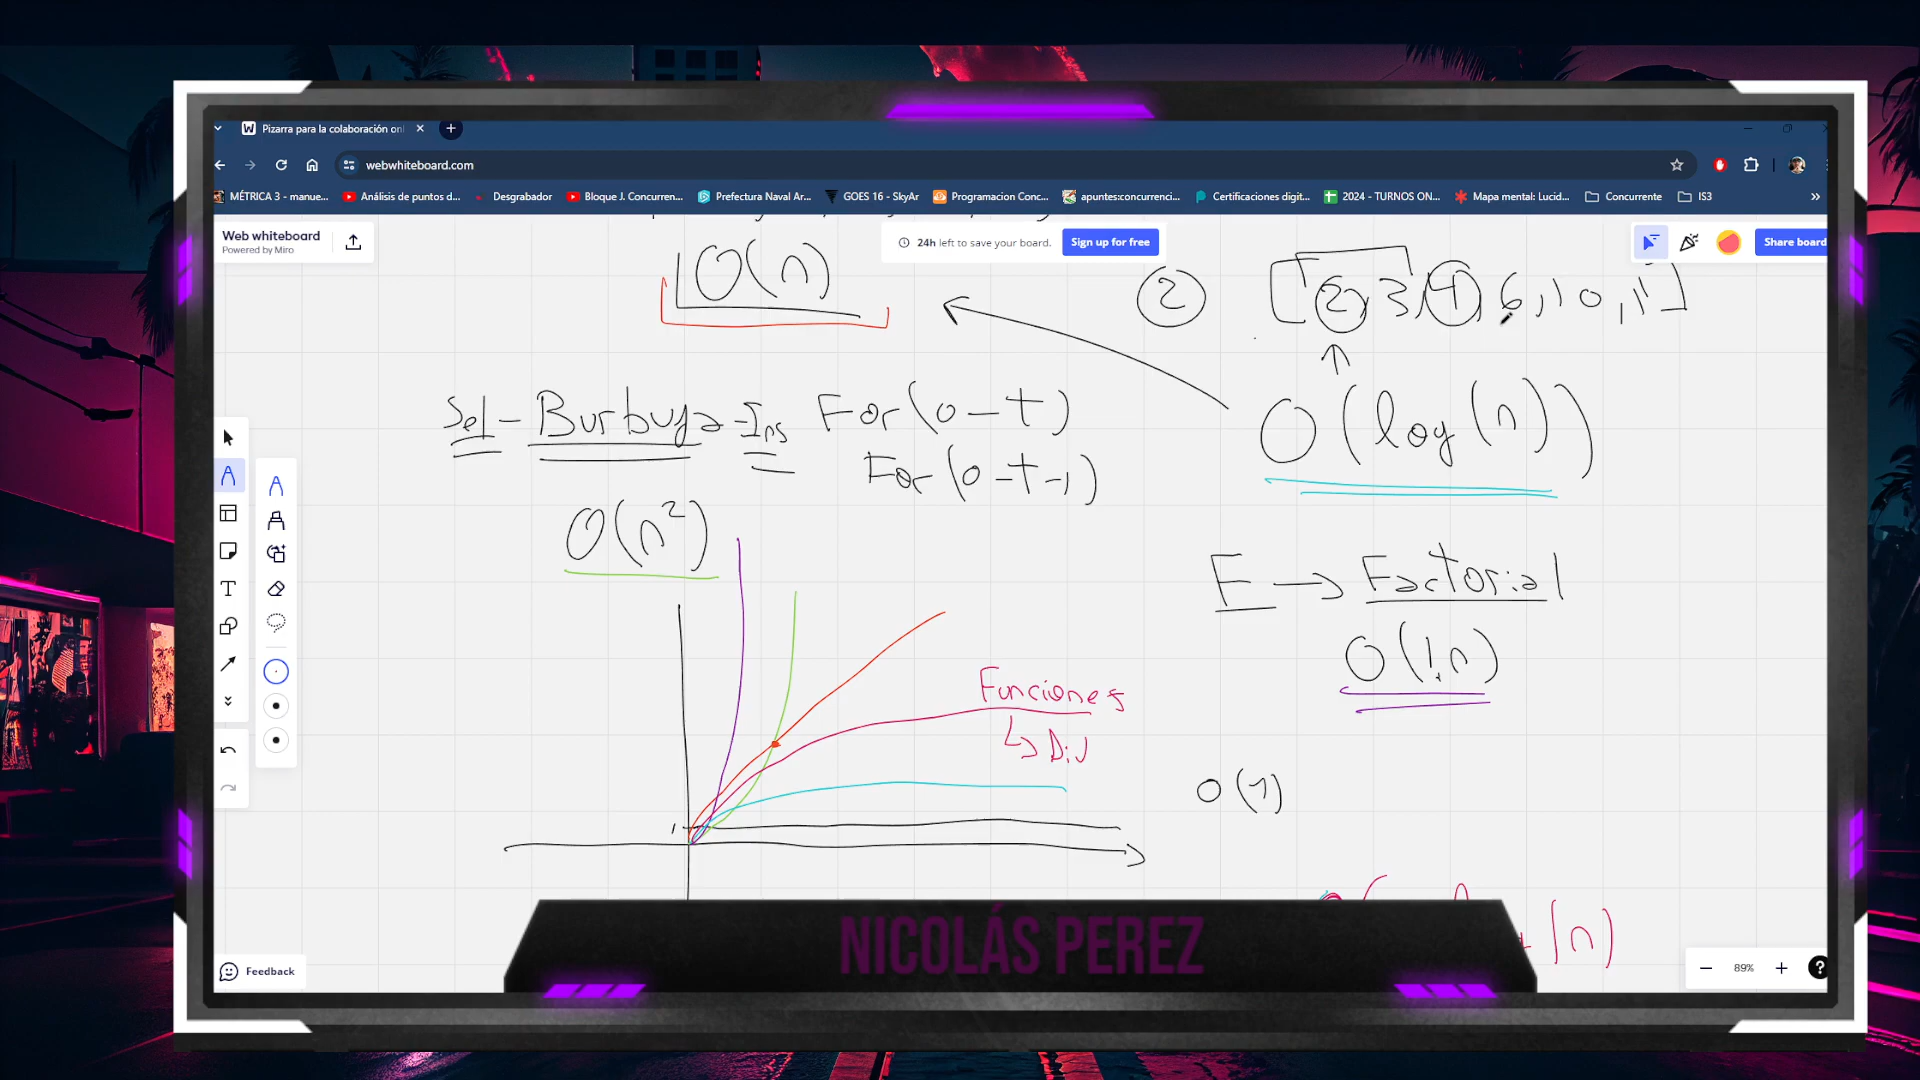 Pizarra para la colaboración onl
webwhiteboard.com
MÉTRICA 3 - manue...
Análisis de puntos d...
Desgrabador
Bloque J. Concurren...
Prefectura Naval Ar...
GOES 16 - SkyAr
Programacion Conc...
apuntes:concurrenci...
Certificaciones digit...
2024 - TURNOS ON...
Mapa mental: Lucid...
Concurrente
IS3
Web whiteboard
Powered by Miro
24h left to save your board.
Sign up for free
Share board
O(n)
2
[2,3,4,6,10,11]
Sel - Burbuja - Ins For(0-T)
For(0-T-1)
O(log(n))
O(n²)
F → Factorial
O(!n)
Funciones
↳ Div
O(1)
1
(n)
NICOLÁS PEREZ
Feedback
89%